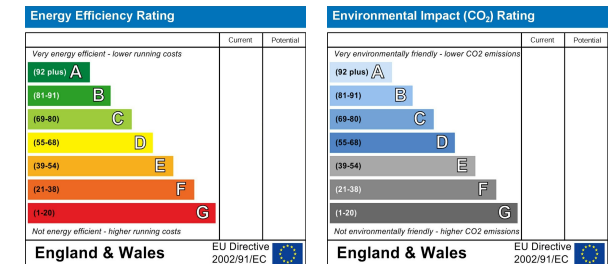 Energy Efficiency Rating
Current Potential
Very energy efficient - lower running costs
(92 plus) A
(81-91) B
(69-80) C
(55-68) D
(39-54) E
(21-38) F
(1-20) G
Not energy efficient - higher running costs
England & Wales
EU Directive
2002/91/EC
Environmental Impact (CO₂) Rating
Current Potential
Very environmentally friendly - lower CO2 emissions
(92 plus) A
(81-91) B
(69-80) C
(55-68) D
(39-54) E
(21-38) F
(1-20) G
Not environmentally friendly - higher CO2 emissions
England & Wales
EU Directive
2002/91/EC